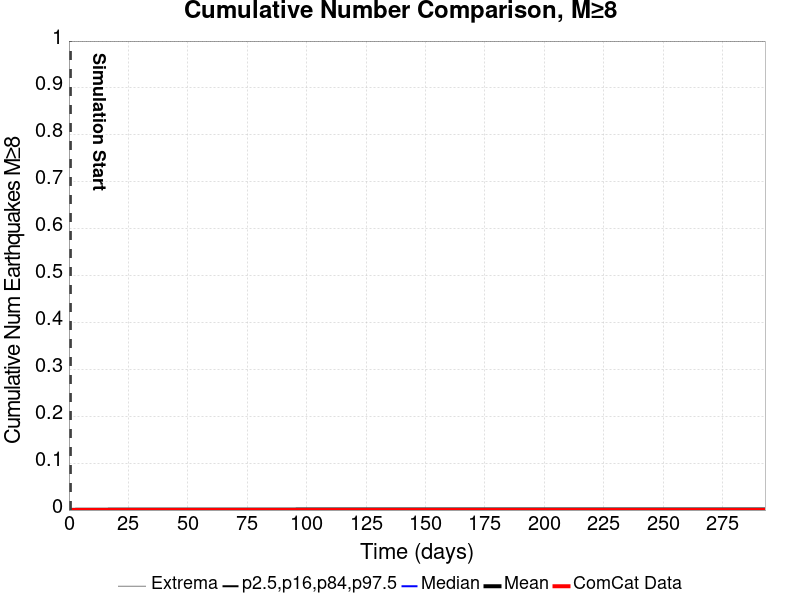 Cumulative Number Comparison, M≥8
Cumulative Num Earthquakes M≥8
1
0.9
0.8
0.7
0.6
0.5
0.4
0.3
0.2
0.1
0
Simulation Start
0 25 50 75 100 125 150 175 200 225 250 275
Time (days)
Extrema p2.5,p16,p84,p97.5 Median Mean ComCat Data